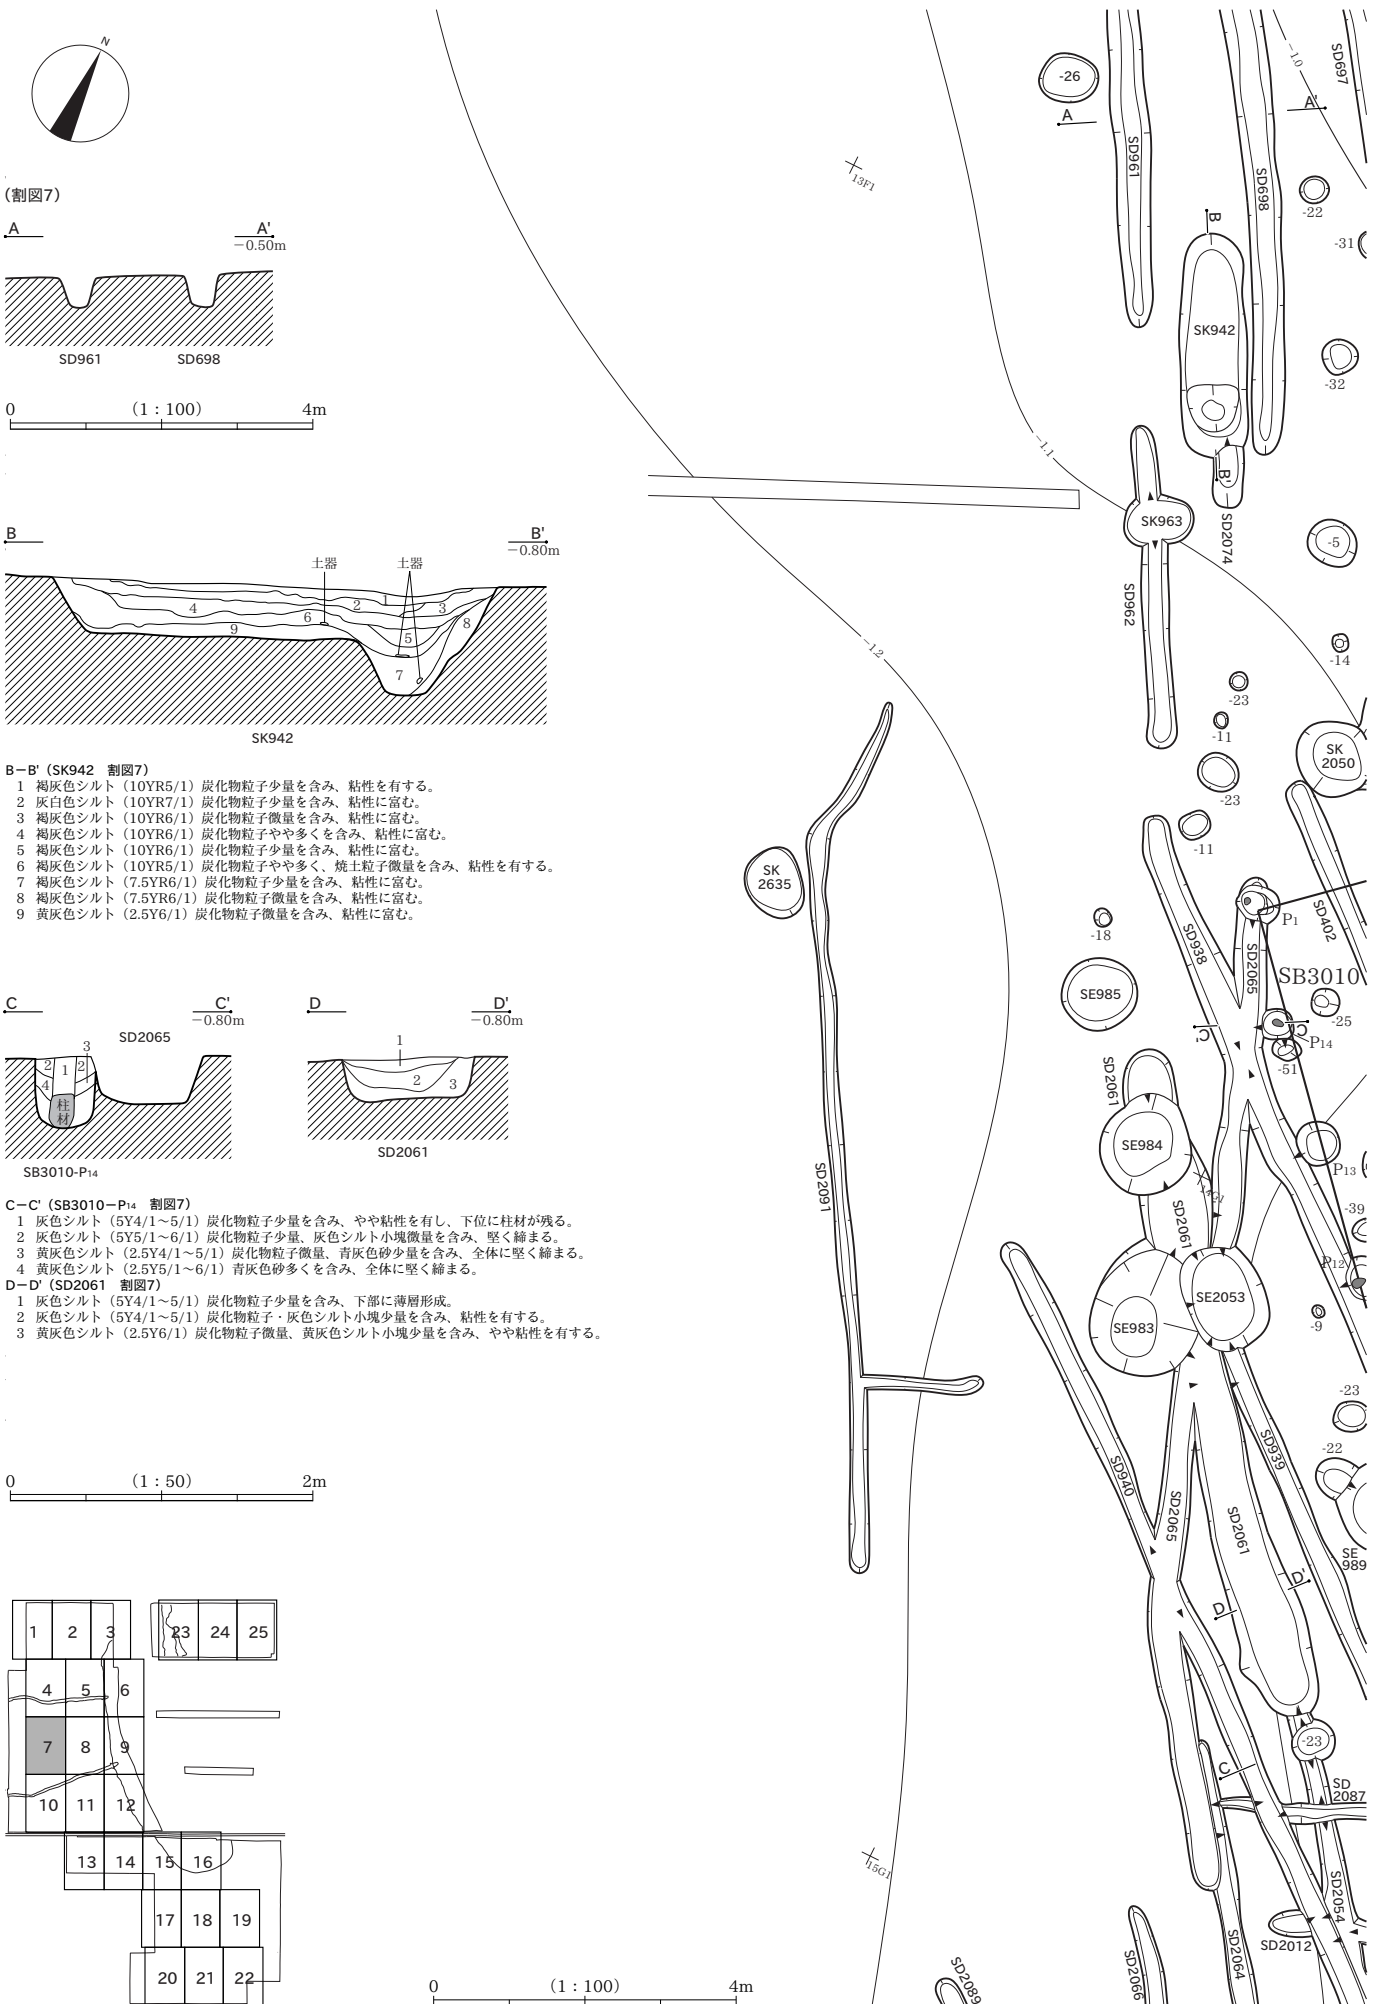 N
（割図7）
A A'
−0.50m
SD961 SD698
0 （1：100） 4m
B B'
−0.80m
土器 土器
1
2
3
4
5
6
7
8
9
SK942
B−B'（SK942　割図7）
1　褐灰色シルト（10YR5/1）炭化物粒子少量を含み、粘性を有する。
2　灰白色シルト（10YR7/1）炭化物粒子少量を含み、粘性に富む。
3　褐灰色シルト（10YR6/1）炭化物粒子微量を含み、粘性に富む。
4　褐灰色シルト（10YR6/1）炭化物粒子やや多くを含み、粘性に富む。
5　褐灰色シルト（10YR6/1）炭化物粒子少量を含み、粘性に富む。
6　褐灰色シルト（10YR5/1）炭化物粒子やや多く、焼土粒子微量を含み、粘性を有する。
7　褐灰色シルト（7.5YR6/1）炭化物粒子少量を含み、粘性に富む。
8　褐灰色シルト（7.5YR6/1）炭化物粒子微量を含み、粘性に富む。
9　黄灰色シルト（2.5Y6/1）炭化物粒子微量を含み、粘性に富む。
C C'
−0.80m
SD2065
3
2 1 2
4
柱材
SB3010-P14
D D'
−0.80m
1
2
3
SD2061
C−C'（SB3010−P14　割図7）
1　灰色シルト（5Y4/1～5/1）炭化物粒子少量を含み、やや粘性を有し、下位に柱材が残る。
2　灰色シルト（5Y5/1～6/1）炭化物粒子少量、灰色シルト小塊微量を含み、堅く締まる。
3　黄灰色シルト（2.5Y4/1～5/1）炭化物粒子微量、青灰色砂少量を含み、全体に堅く締まる。
4　黄灰色シルト（2.5Y5/1～6/1）青灰色砂多くを含み、全体に堅く締まる。
D−D'（SD2061　割図7）
1　灰色シルト（5Y4/1～5/1）炭化物粒子少量を含み、下部に薄層形成。
2　灰色シルト（5Y4/1～5/1）炭化物粒子・灰色シルト小塊少量を含み、粘性を有する。
3　黄灰色シルト（2.5Y6/1）炭化物粒子微量、黄灰色シルト小塊少量を含み、やや粘性を有する。
0 （1：50） 2m
1 2 3 23 24 25
4 5 6
7 8 9
10 11 12
13 14 15 16
17 18 19
20 21 22
0 （1：100） 4m
-26
A A'
−1.0
SD697
SD961
SD698
13F1
-22
-31
B
SK942
-32
−1.1
B'
SK963
SD2074
-5
SD962
−1.2
-14
-23
-11
SK
2050
-23
-11
SK
2635
SD402
P1
-18
SD938
SD2065
SB3010
SE985
-25
C' C
P14
-51
SD2061
SE984
14G1
P13
SD2091
SD2061
-39
P12
SE2053
SE983
-9
-23
SD939
-22
SD940
SD2065
SD2061
SE
989
D D'
-23
C
SD
2087
15G1
SD2054
SD2012
SD2064
SD2066
SD2089